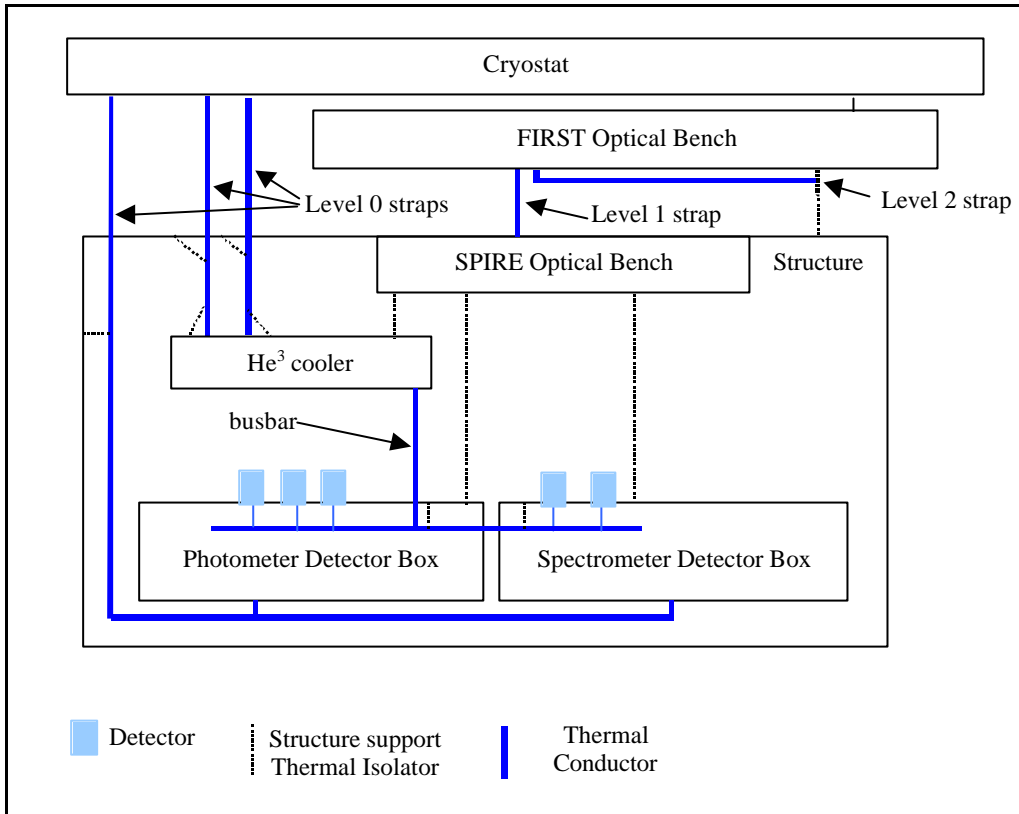 Cryostat
FIRST Optical Bench
Level 0 straps
Level 1 strap
Level 2 strap
SPIRE Optical Bench
Structure
He³ cooler
busbar
Photometer Detector Box
Spectrometer Detector Box
Detector
Structure support
Thermal Isolator
Thermal
Conductor